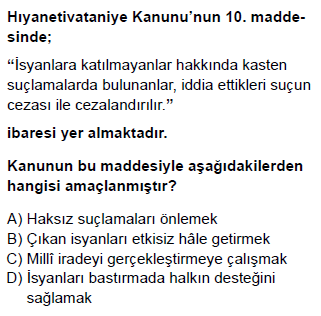 Hıyanetivataniye Kanunu’nun 10. madde-
sinde;
“İsyanlara katılmayanlar hakkında kasten
suçlamalarda bulunanlar, iddia ettikleri suçun
cezası ile cezalandırılır.”
ibaresi yer almaktadır.
Kanunun bu maddesiyle aşağıdakilerden
hangisi amaçlanmıştır?
A) Haksız suçlamaları önlemek
B) Çıkan isyanları etkisiz hâle getirmek
C) Millî iradeyi gerçekleştirmeye çalışmak
D) İsyanları bastırmada halkın desteğini
sağlamak